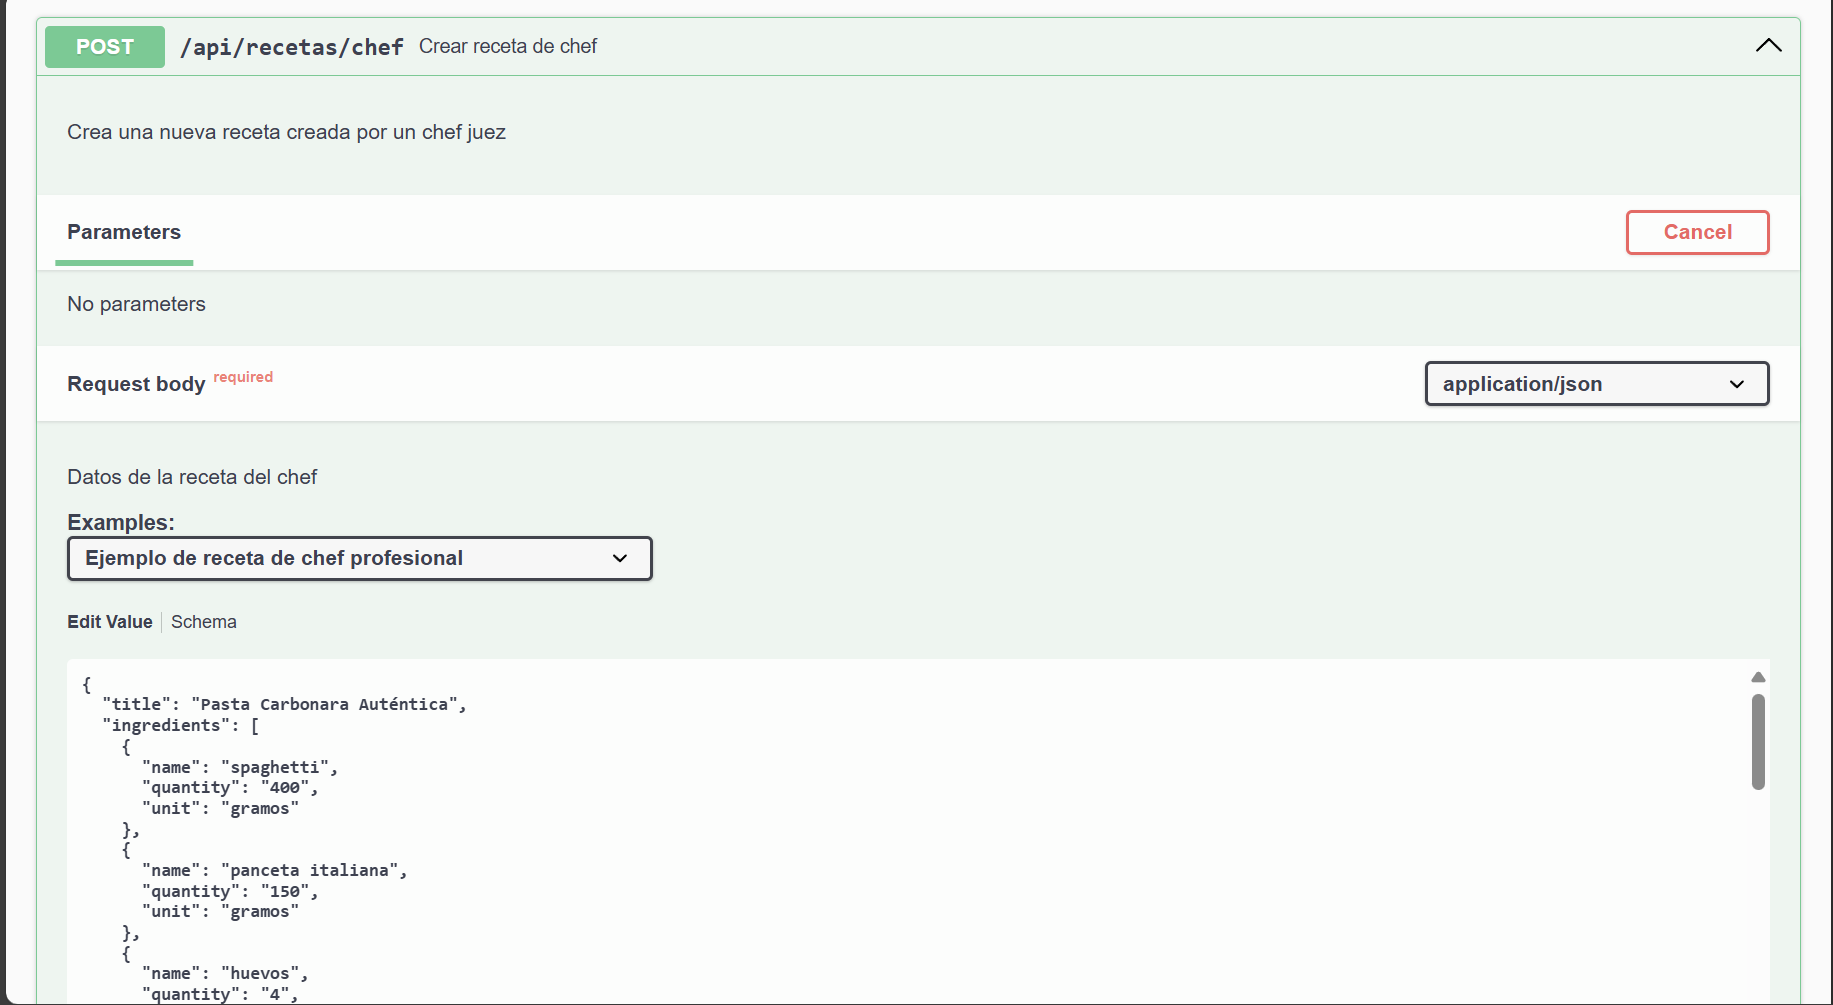 POST /api/recetas/chef Crear receta de chef
Crea una nueva receta creada por un chef juez
Parameters Cancel
No parameters
Request body required application/json
Datos de la receta del chef
Examples:
Ejemplo de receta de chef profesional
Edit Value Schema
{
  "title": "Pasta Carbonara Auténtica",
  "ingredients": [
    {
      "name": "spaghetti",
      "quantity": "400",
      "unit": "gramos"
    },
    {
      "name": "panceta italiana",
      "quantity": "150",
      "unit": "gramos"
    },
    {
      "name": "huevos",
      "quantity": "4",